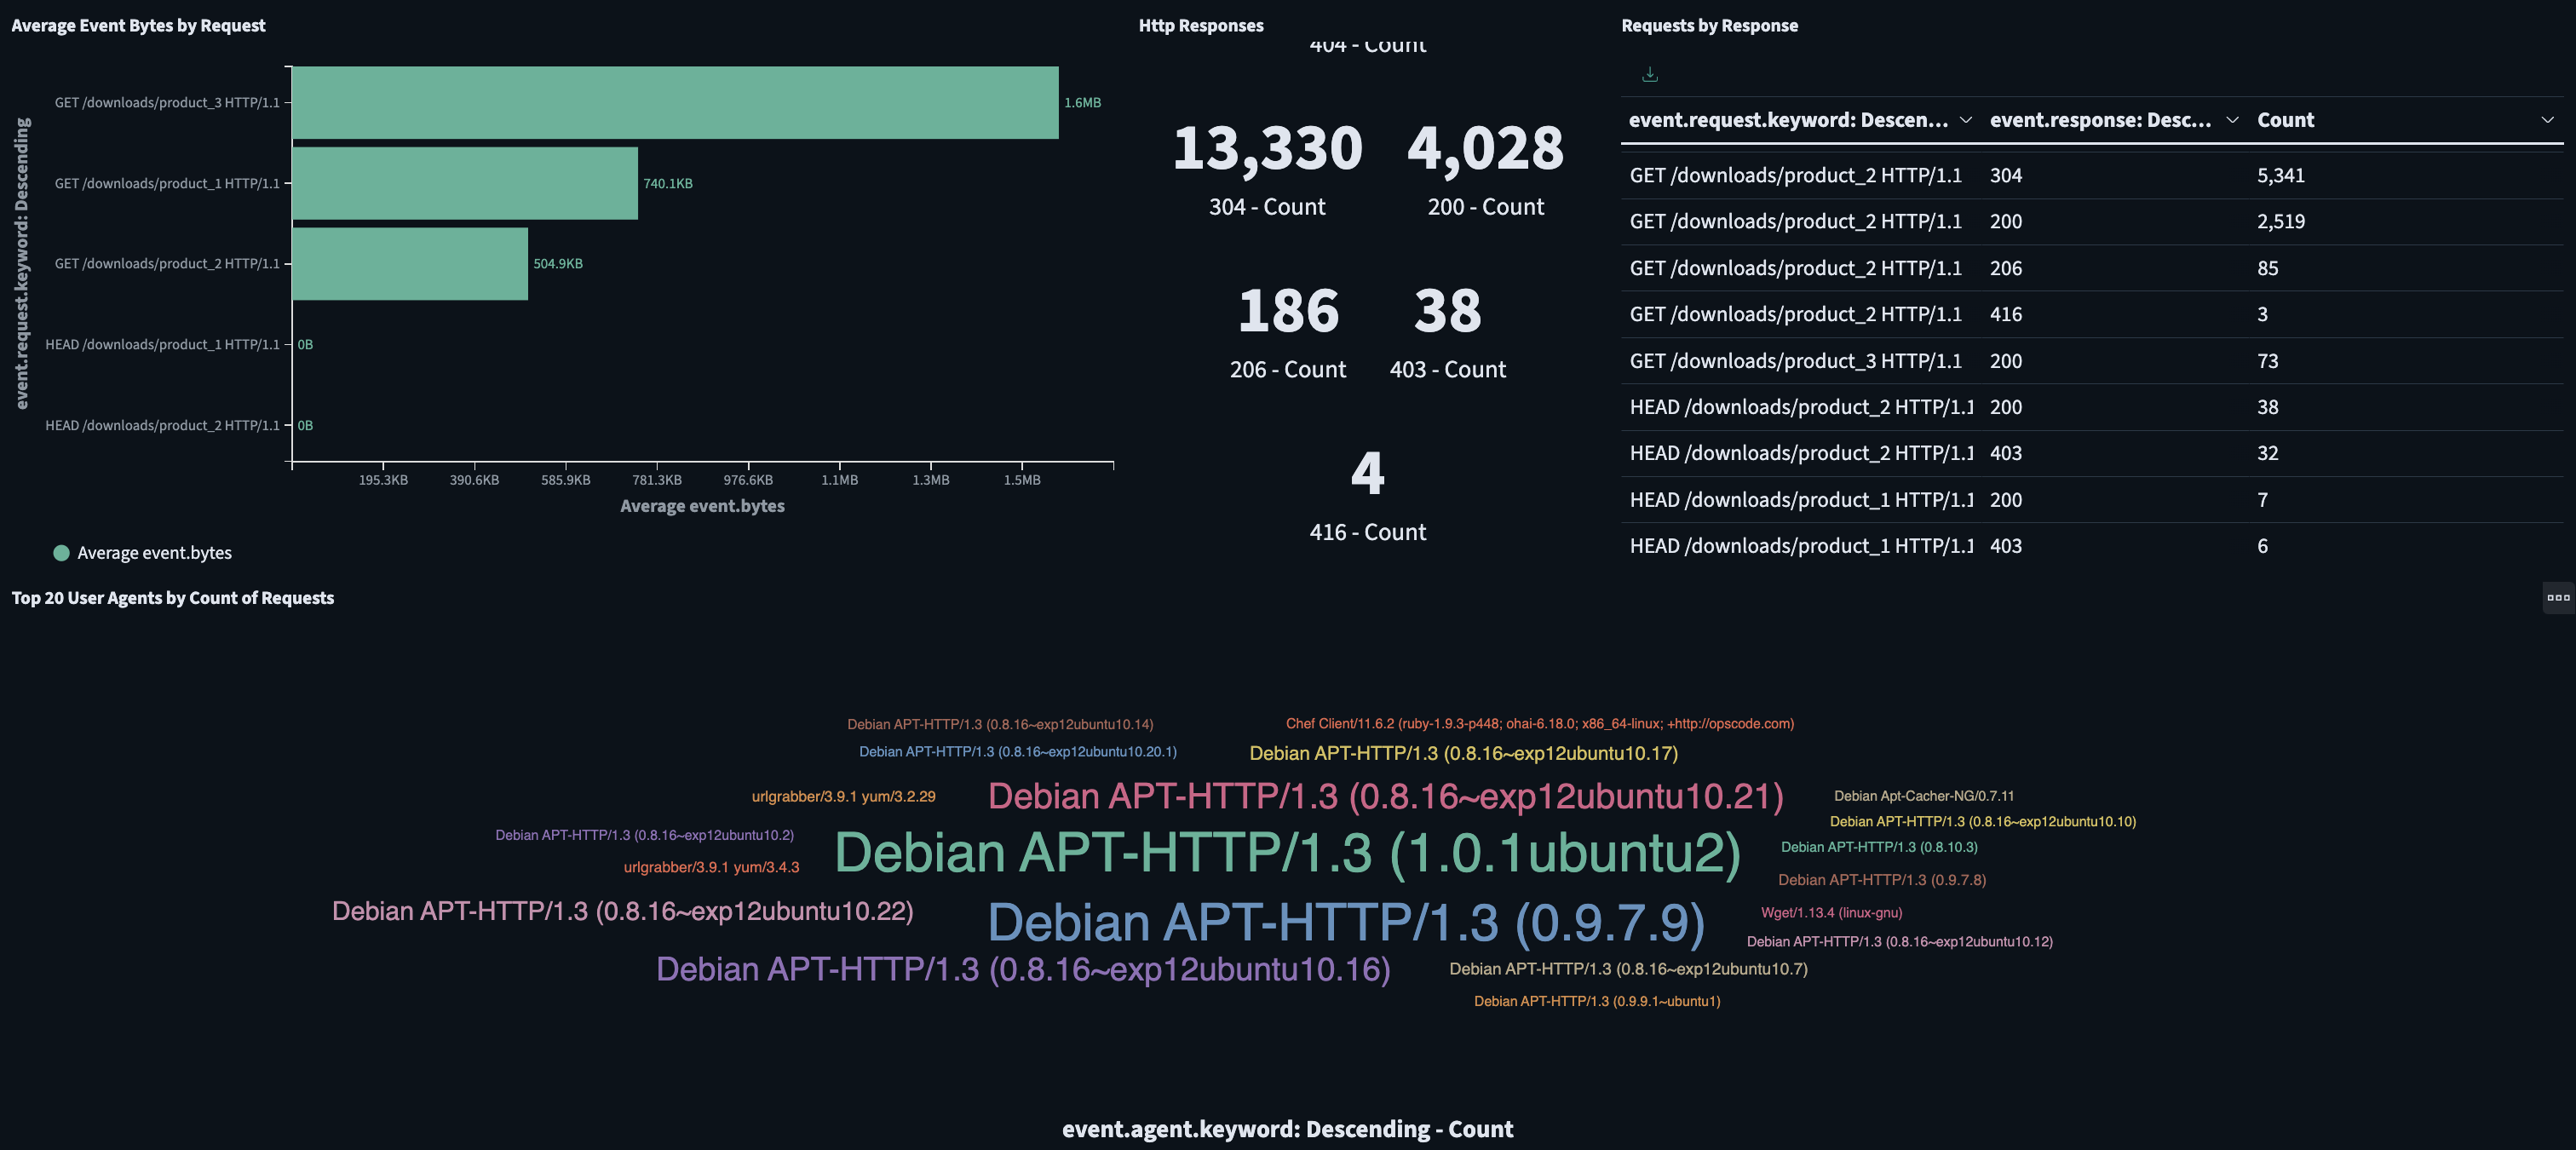 Average Event Bytes by Request
event.request.keyword: Descending
GET /downloads/product_3 HTTP/1.1
1.6MB
GET /downloads/product_1 HTTP/1.1
740.1KB
GET /downloads/product_2 HTTP/1.1
504.9KB
HEAD /downloads/product_1 HTTP/1.1
0B
HEAD /downloads/product_2 HTTP/1.1
0B
195.3KB 390.6KB 585.9KB 781.3KB 976.6KB 1.1MB 1.3MB 1.5MB
Average event.bytes
Average event.bytes
Http Responses
404 - Count
13,330 4,028
304 - Count 200 - Count
186 38
206 - Count 403 - Count
4
416 - Count
Requests by Response
event.request.keyword: Descen... event.response: Desc... Count
GET /downloads/product_2 HTTP/1.1 304 5,341
GET /downloads/product_2 HTTP/1.1 200 2,519
GET /downloads/product_2 HTTP/1.1 206 85
GET /downloads/product_2 HTTP/1.1 416 3
GET /downloads/product_3 HTTP/1.1 200 73
HEAD /downloads/product_2 HTTP/1.1 200 38
HEAD /downloads/product_2 HTTP/1.1 403 32
HEAD /downloads/product_1 HTTP/1.1 200 7
HEAD /downloads/product_1 HTTP/1.1 403 6
Top 20 User Agents by Count of Requests
Debian APT-HTTP/1.3 (0.8.16~exp12ubuntu10.14)
Chef Client/11.6.2 (ruby-1.9.3-p448; ohai-6.18.0; x86_64-linux; +http://opscode.com)
Debian APT-HTTP/1.3 (0.8.16~exp12ubuntu10.20.1)
Debian APT-HTTP/1.3 (0.8.16~exp12ubuntu10.17)
urlgrabber/3.9.1 yum/3.2.29
Debian APT-HTTP/1.3 (0.8.16~exp12ubuntu10.21)
Debian Apt-Cacher-NG/0.7.11
Debian APT-HTTP/1.3 (0.8.16~exp12ubuntu10.10)
Debian APT-HTTP/1.3 (0.8.16~exp12ubuntu10.2)
Debian APT-HTTP/1.3 (1.0.1ubuntu2)
Debian APT-HTTP/1.3 (0.8.10.3)
urlgrabber/3.9.1 yum/3.4.3
Debian APT-HTTP/1.3 (0.9.7.8)
Debian APT-HTTP/1.3 (0.8.16~exp12ubuntu10.22)
Debian APT-HTTP/1.3 (0.9.7.9)
Wget/1.13.4 (linux-gnu)
Debian APT-HTTP/1.3 (0.8.16~exp12ubuntu10.12)
Debian APT-HTTP/1.3 (0.8.16~exp12ubuntu10.16)
Debian APT-HTTP/1.3 (0.8.16~exp12ubuntu10.7)
Debian APT-HTTP/1.3 (0.9.9.1~ubuntu1)
event.agent.keyword: Descending - Count